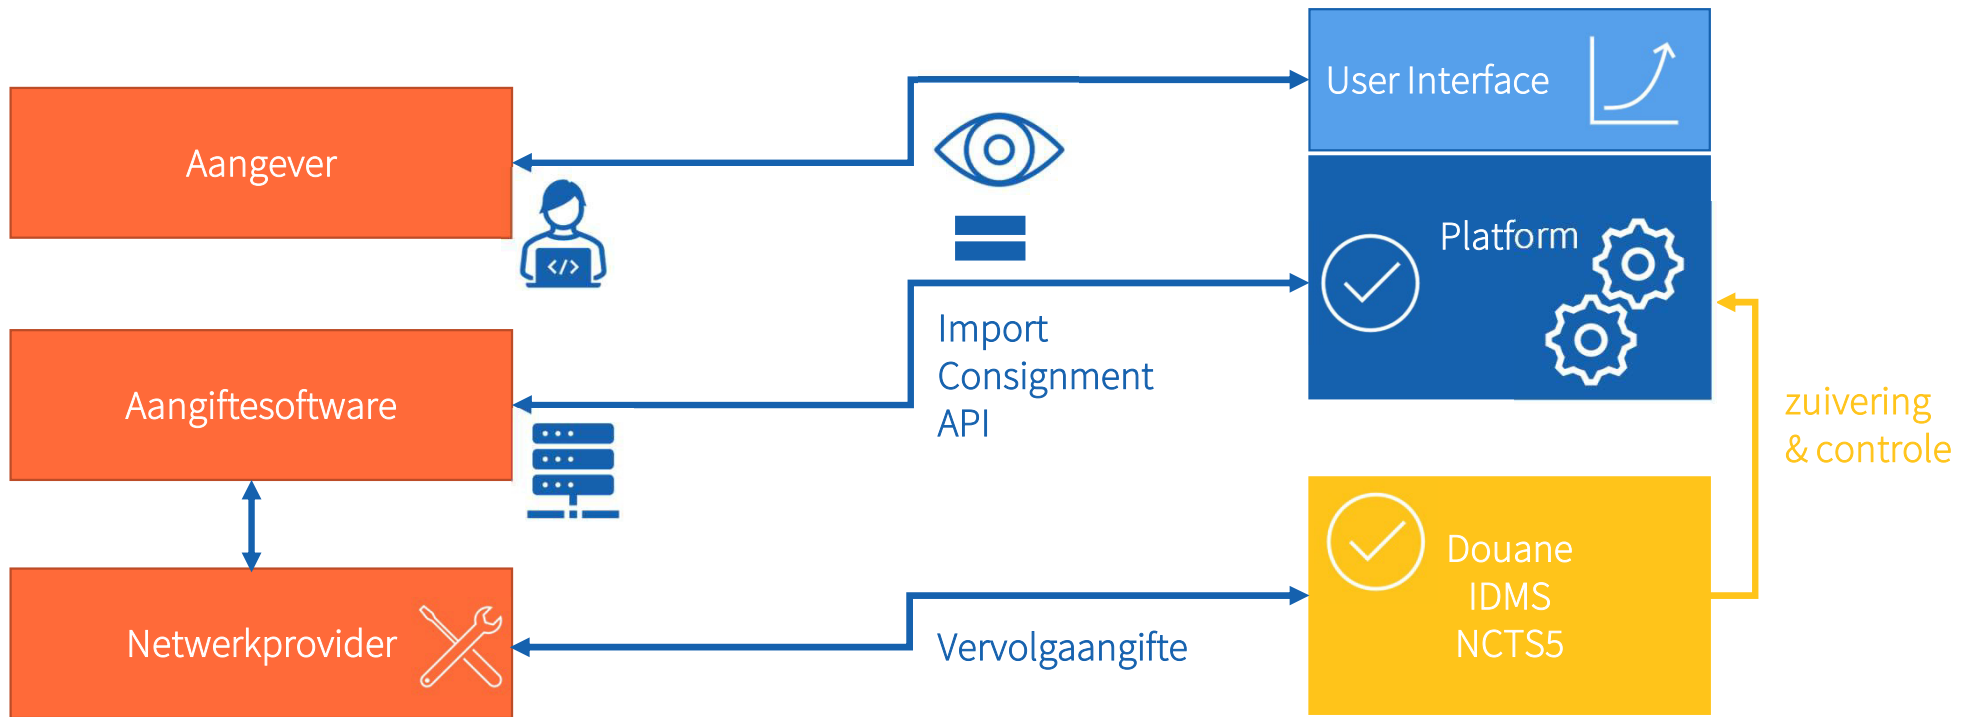 User Interface
Aangever
Platform
</>
Import
Consignment
API
Aangiftesoftware
zuivering
& controle
Douane
IDMS
NCTS5
Netwerkprovider
Vervolgaangifte